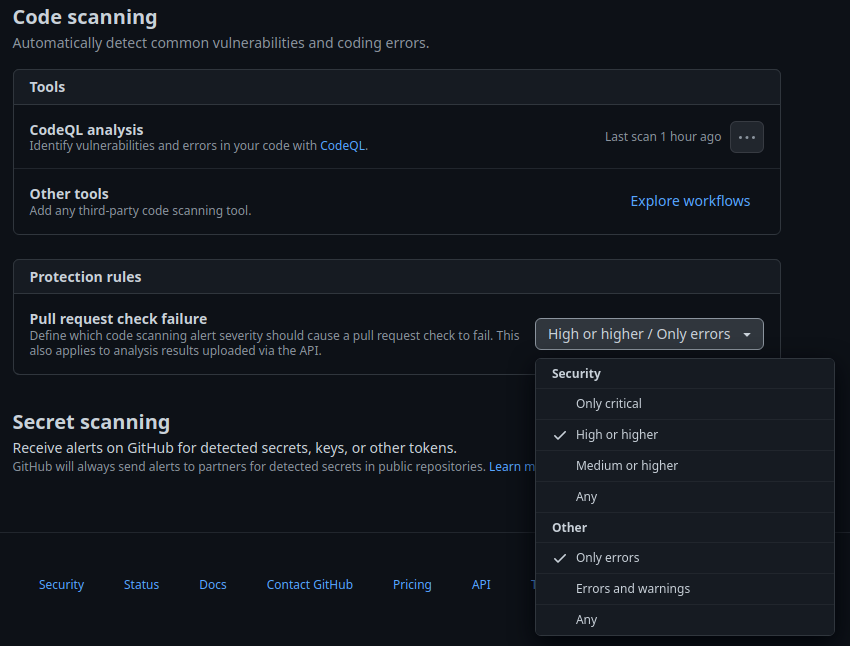 Code scanning
Automatically detect common vulnerabilities and coding errors.
Tools
CodeQL analysis
Identify vulnerabilities and errors in your code with CodeQL.
Last scan 1 hour ago
Other tools
Add any third-party code scanning tool.
Explore workflows
Protection rules
Pull request check failure
Define which code scanning alert severity should cause a pull request check to fail. This
also applies to analysis results uploaded via the API.
High or higher / Only errors
Security
Only critical
High or higher
Medium or higher
Any
Other
Only errors
Errors and warnings
Any
Secret scanning
Receive alerts on GitHub for detected secrets, keys, or other tokens.
GitHub will always send alerts to partners for detected secrets in public repositories. Learn
Security
Status
Docs
Contact GitHub
Pricing
API